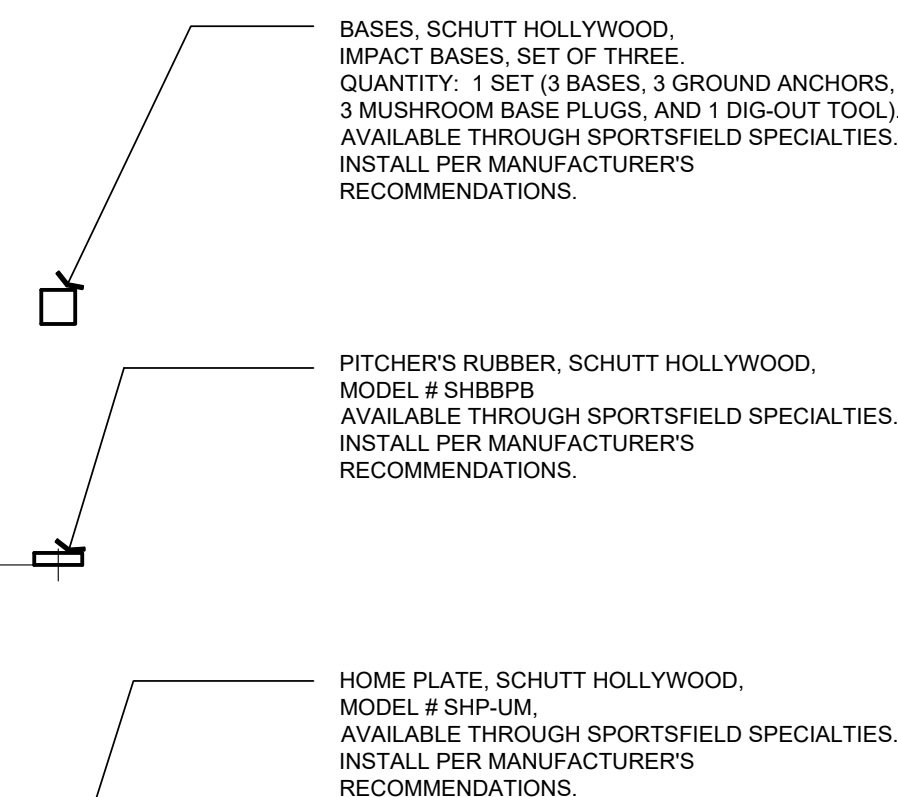 BASES, SCHUTT HOLLYWOOD,
IMPACT BASES, SET OF THREE.
QUANTITY: 1 SET (3 BASES, 3 GROUND ANCHORS,
3 MUSHROOM BASE PLUGS, AND 1 DIG-OUT TOOL).
AVAILABLE THROUGH SPORTSFIELD SPECIALTIES.
INSTALL PER MANUFACTURER'S
RECOMMENDATIONS.
PITCHER'S RUBBER, SCHUTT HOLLYWOOD,
MODEL # SHBBPB
AVAILABLE THROUGH SPORTSFIELD SPECIALTIES.
INSTALL PER MANUFACTURER'S
RECOMMENDATIONS.
HOME PLATE, SCHUTT HOLLYWOOD,
MODEL # SHP-UM,
AVAILABLE THROUGH SPORTSFIELD SPECIALTIES.
INSTALL PER MANUFACTURER'S
RECOMMENDATIONS.